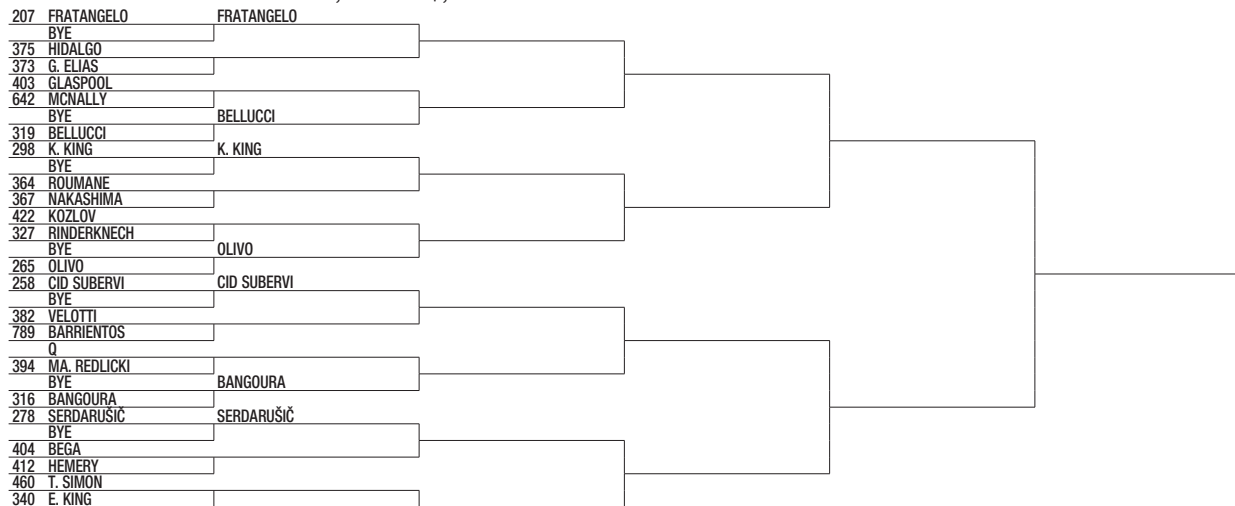 207 FRATANGELO FRATANGELO
BYE
375 HIDALGO
373 G. ELIAS
403 GLASPOOL
642 MCNALLY
BYE BELLUCCI
319 BELLUCCI
298 K. KING K. KING
BYE
364 ROUMANE
367 NAKASHIMA
422 KOZLOV
327 RINDERKNECH
BYE OLIVO
265 OLIVO
258 CID SUBERVI CID SUBERVI
BYE
382 VELOTTI
789 BARRIENTOS
Q
394 MA. REDLICKI
BYE BANGOURA
316 BANGOURA
278 SERDARUŠIČ SERDARUŠIČ
BYE
404 BEGA
412 HEMERY
460 T. SIMON
340 E. KING